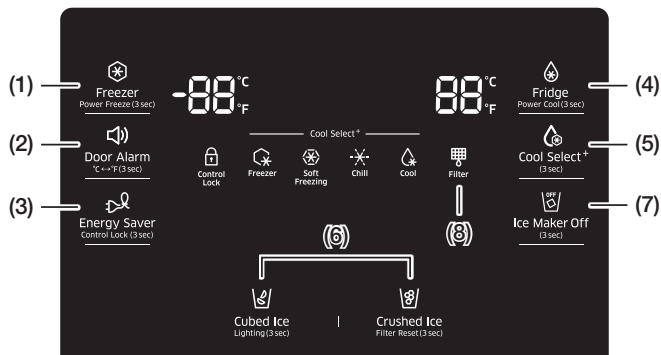 (1)
Freezer
Power Freeze (3 sec)
-88 °C
°F
88 °C
°F
Fridge
Power Cool (3 sec)
(4)
(2)
Door Alarm
°C↔°F (3 sec)
Cool Select+
Control
Lock
Freezer
Soft
Freezing
Chill
Cool
Filter
Cool Select+
(3 sec)
(5)
(3)
Energy Saver
Control Lock (3 sec)
(6)
(8)
OFF
Ice Maker Off
(3 sec)
(7)
Cubed Ice
Lighting (3 sec)
Crushed Ice
Filter Reset (3 sec)